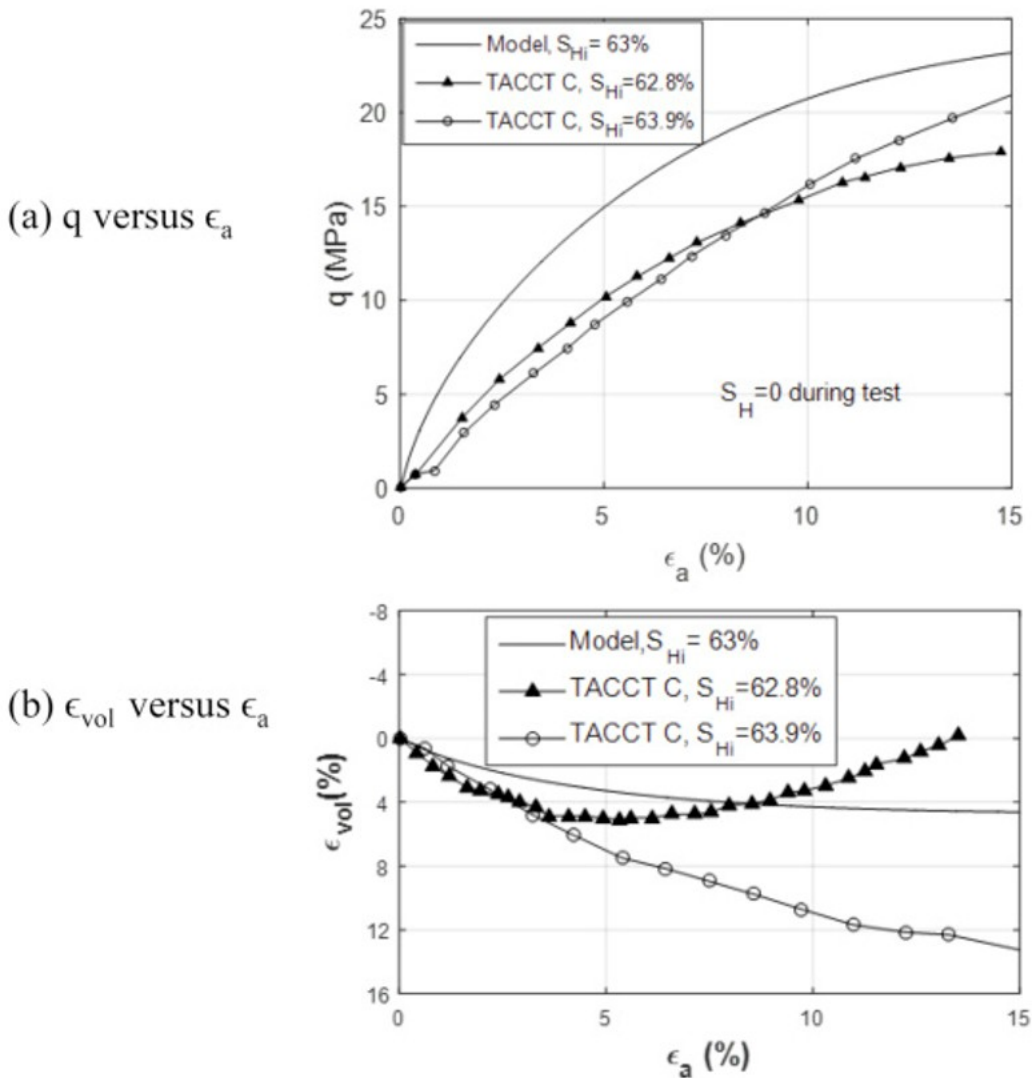 (a) q versus ϵa
25
20
15
10
5
0
q (MPa)
Model, SHi= 63%
TACCT C, SHi=62.8%
TACCT C, SHi=63.9%
SH=0 during test
0 5 10 15
ϵa (%)
(b) ϵvol versus ϵa
-8
-4
0
4
8
12
16
ϵvol(%)
Model,SHi= 63%
TACCT C, SHi=62.8%
TACCT C, SHi=63.9%
0 5 10 15
ϵa (%)